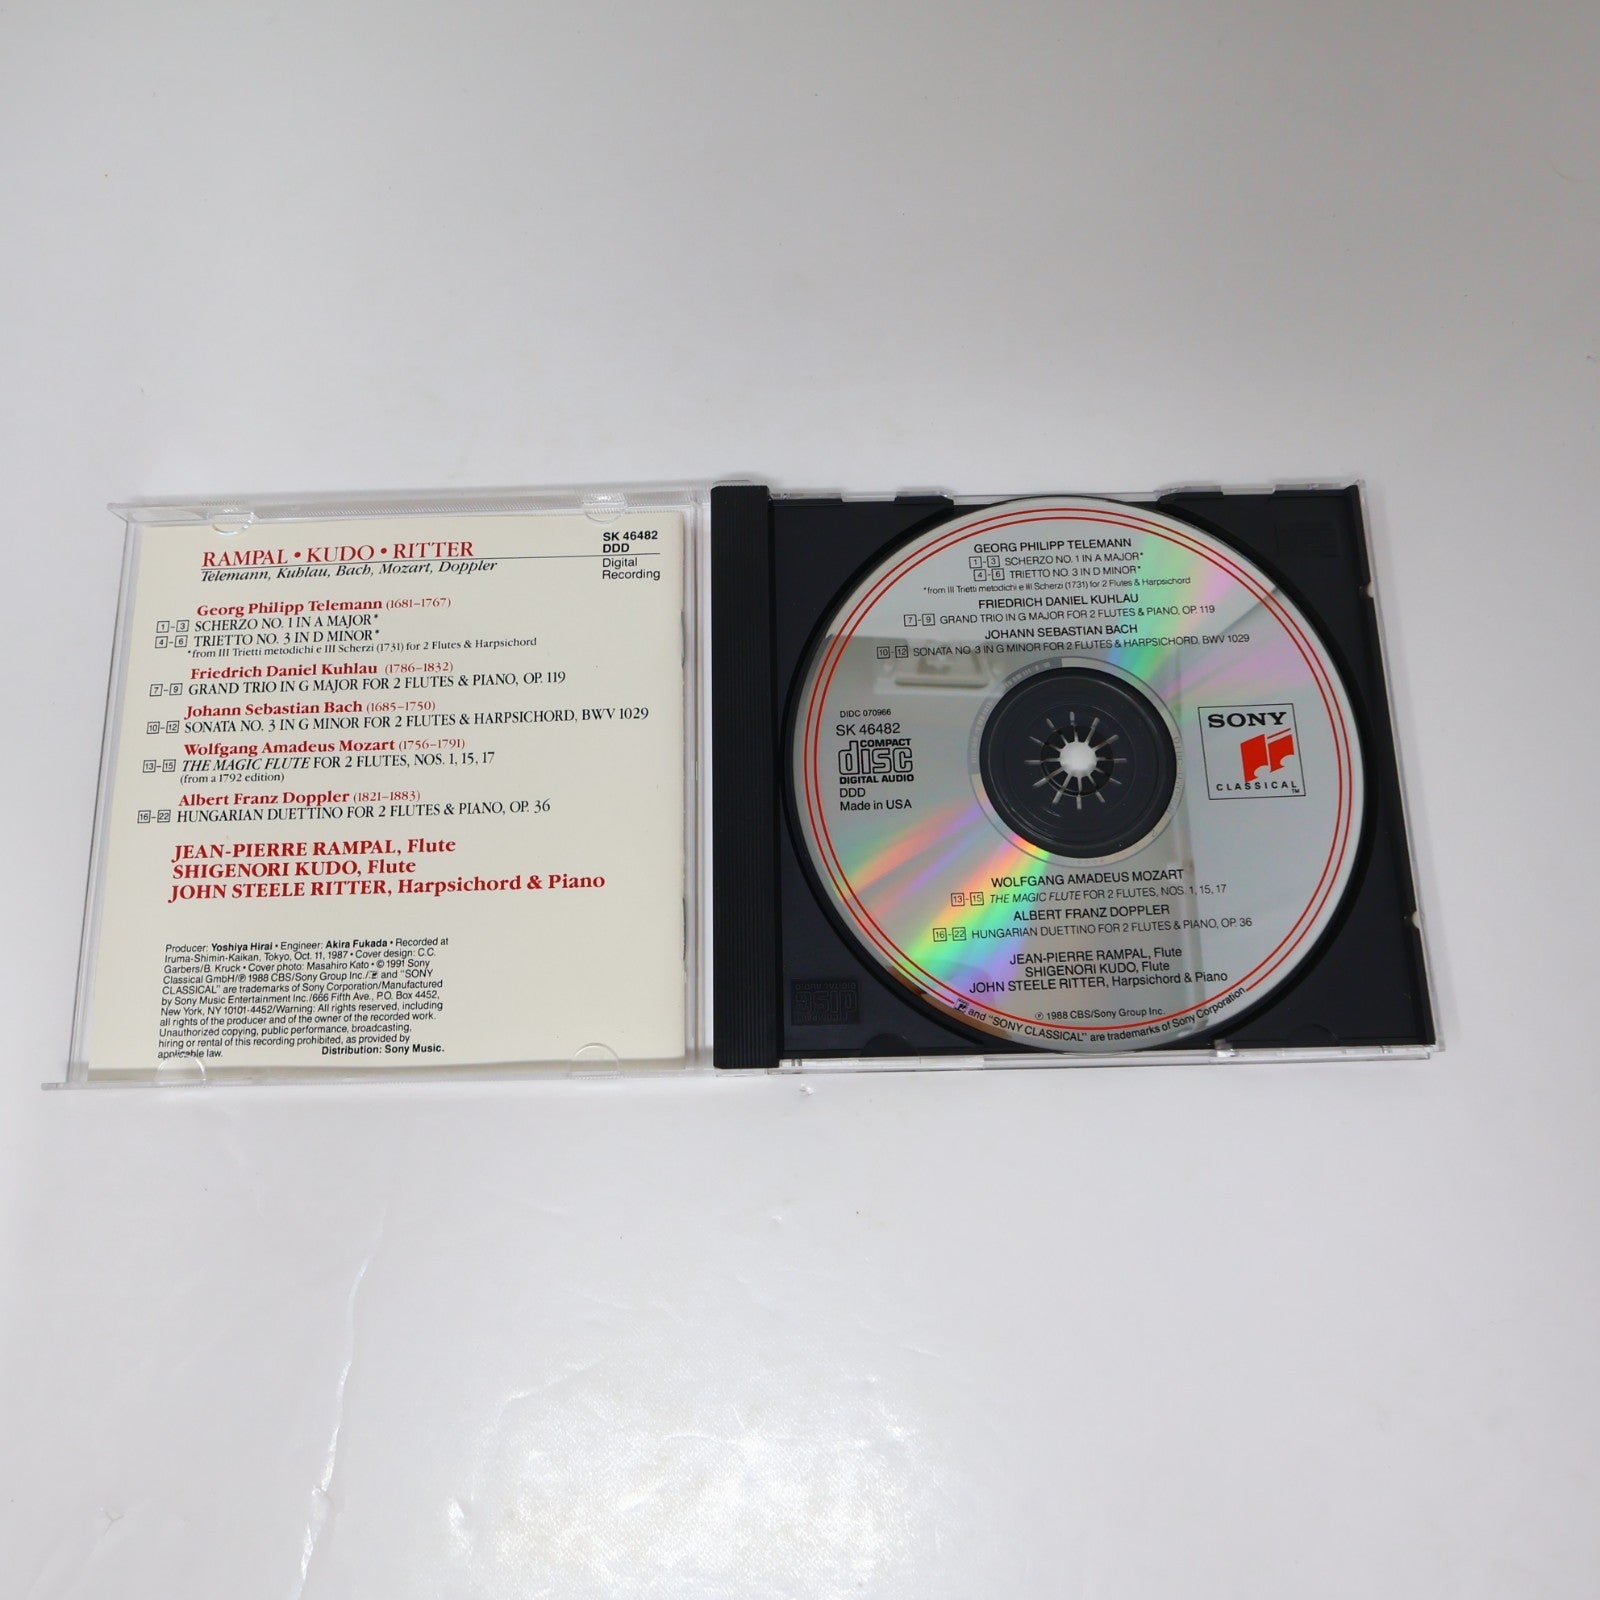 RAMPAL • KUDO • RITTER
Telemann, Kuhlau, Bach, Mozart, Doppler
SK 46482
DDD
Digital
Recording
Georg Philipp Telemann (1681–1767)
1–3 SCHERZO NO. 1 IN A MAJOR*
4–6 TRIETTO NO. 3 IN D MINOR*
*from III Trietti metodichi e III Scherzi (1731) for 2 Flutes & Harpsichord
Friedrich Daniel Kuhlau (1786–1832)
7–9 GRAND TRIO IN G MAJOR FOR 2 FLUTES & PIANO, OP. 119
Johann Sebastian Bach (1685–1750)
10–12 SONATA NO. 3 IN G MINOR FOR 2 FLUTES & HARPSICHORD, BWV 1029
Wolfgang Amadeus Mozart (1756–1791)
13–15 THE MAGIC FLUTE FOR 2 FLUTES, NOS. 1, 15, 17
(from a 1792 edition)
Albert Franz Doppler (1821–1883)
16–22 HUNGARIAN DUETTINO FOR 2 FLUTES & PIANO, OP. 36
JEAN-PIERRE RAMPAL, Flute
SHIGENORI KUDO, Flute
JOHN STEELE RITTER, Harpsichord & Piano
Producer: Yoshiya Hirai • Engineer: Akira Fukada • Recorded at
Iruma-Shimin-Kaikan, Tokyo, Oct. 11, 1987 • Cover design: C.C.
Garbers/B. Kruck • Cover photo: Masahiro Kato • © 1991 Sony
Classical GmbH/℗ 1988 CBS/Sony Group Inc./ and "SONY
CLASSICAL" are trademarks of Sony Corporation/Manufactured
by Sony Music Entertainment Inc./666 Fifth Ave., P.O. Box 4452,
New York, NY 10101-4452/Warning: All rights reserved, including
all rights of the producer and of the owner of the recorded work.
Unauthorized copying, public performance, broadcasting,
hiring or rental of this recording prohibited, as provided by
applicable law.
Distribution: Sony Music.
GEORG PHILIPP TELEMANN
1–3 SCHERZO NO. 1 IN A MAJOR*
4–6 TRIETTO NO. 3 IN D MINOR*
*from III Trietti metodichi e III Scherzi (1731) for 2 Flutes & Harpsichord
FRIEDRICH DANIEL KUHLAU
7–9 GRAND TRIO IN G MAJOR FOR 2 FLUTES & PIANO, OP. 119
JOHANN SEBASTIAN BACH
10–12 SONATA NO. 3 IN G MINOR FOR 2 FLUTES & HARPSICHORD, BWV 1029
DIDC 070966
SK 46482
COMPACT
disc
DIGITAL AUDIO
DDD
Made in USA
SONY
CLASSICAL™
WOLFGANG AMADEUS MOZART
13–15 THE MAGIC FLUTE FOR 2 FLUTES, NOS. 1, 15, 17
ALBERT FRANZ DOPPLER
16–22 HUNGARIAN DUETTINO FOR 2 FLUTES & PIANO, OP. 36
JEAN-PIERRE RAMPAL, Flute
SHIGENORI KUDO, Flute
JOHN STEELE RITTER, Harpsichord & Piano
℗ 1988 CBS/Sony Group Inc.
and "SONY CLASSICAL" are trademarks of Sony Corporation